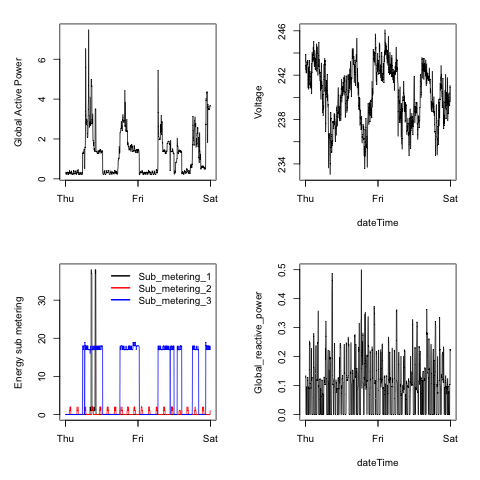 Global Active Power
0 2 4 6
Thu Fri Sat
Voltage
234 238 242 246
Thu Fri Sat
dateTime
Energy sub metering
0 10 20 30
Sub_metering_1
Sub_metering_2
Sub_metering_3
Thu Fri Sat
Global_reactive_power
0.0 0.1 0.2 0.3 0.4 0.5
Thu Fri Sat
dateTime